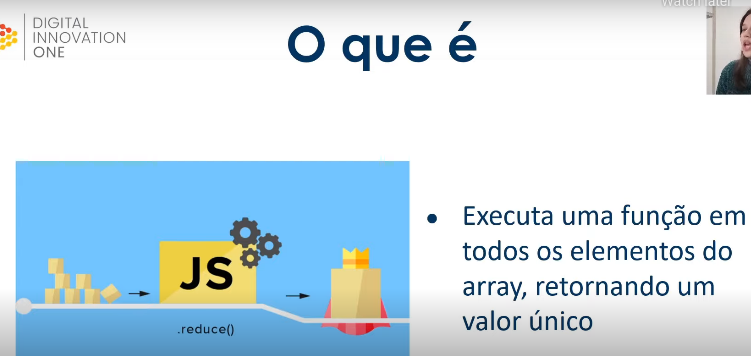 Watch later
DIGITAL
INNOVATION
ONE
O que é
JS
.reduce()
● Executa uma função em
todos os elementos do
array, retornando um
valor único